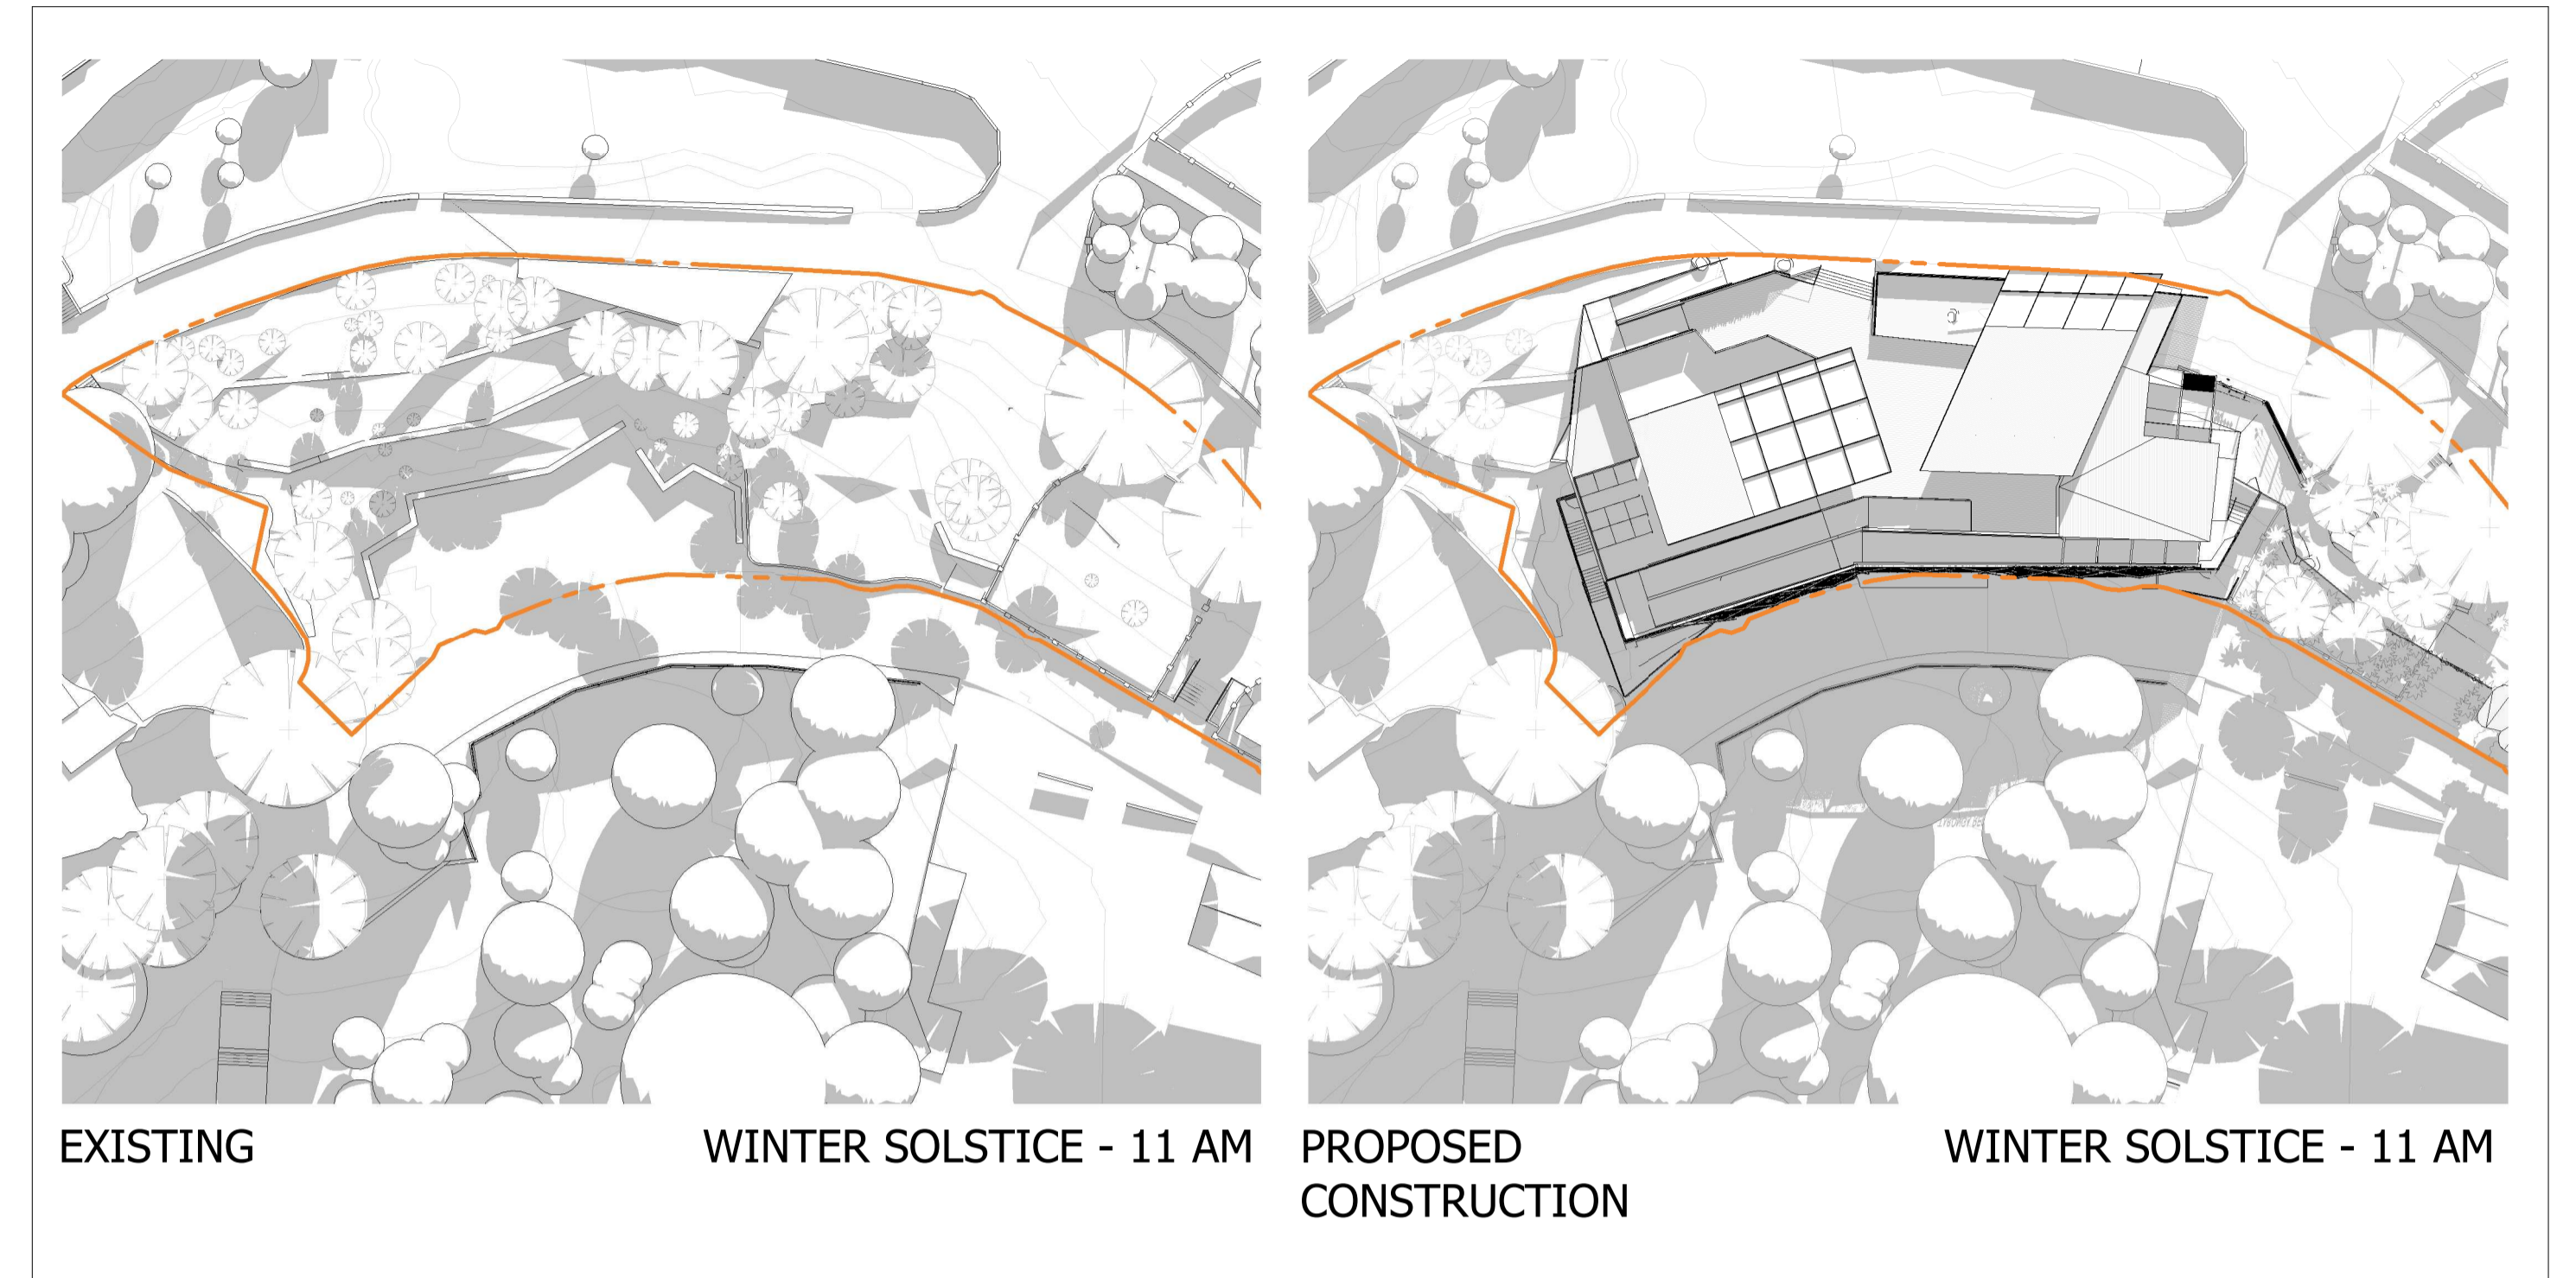 EXISTING
WINTER SOLSTICE - 11 AM
PROPOSED
CONSTRUCTION
WINTER SOLSTICE - 11 AM